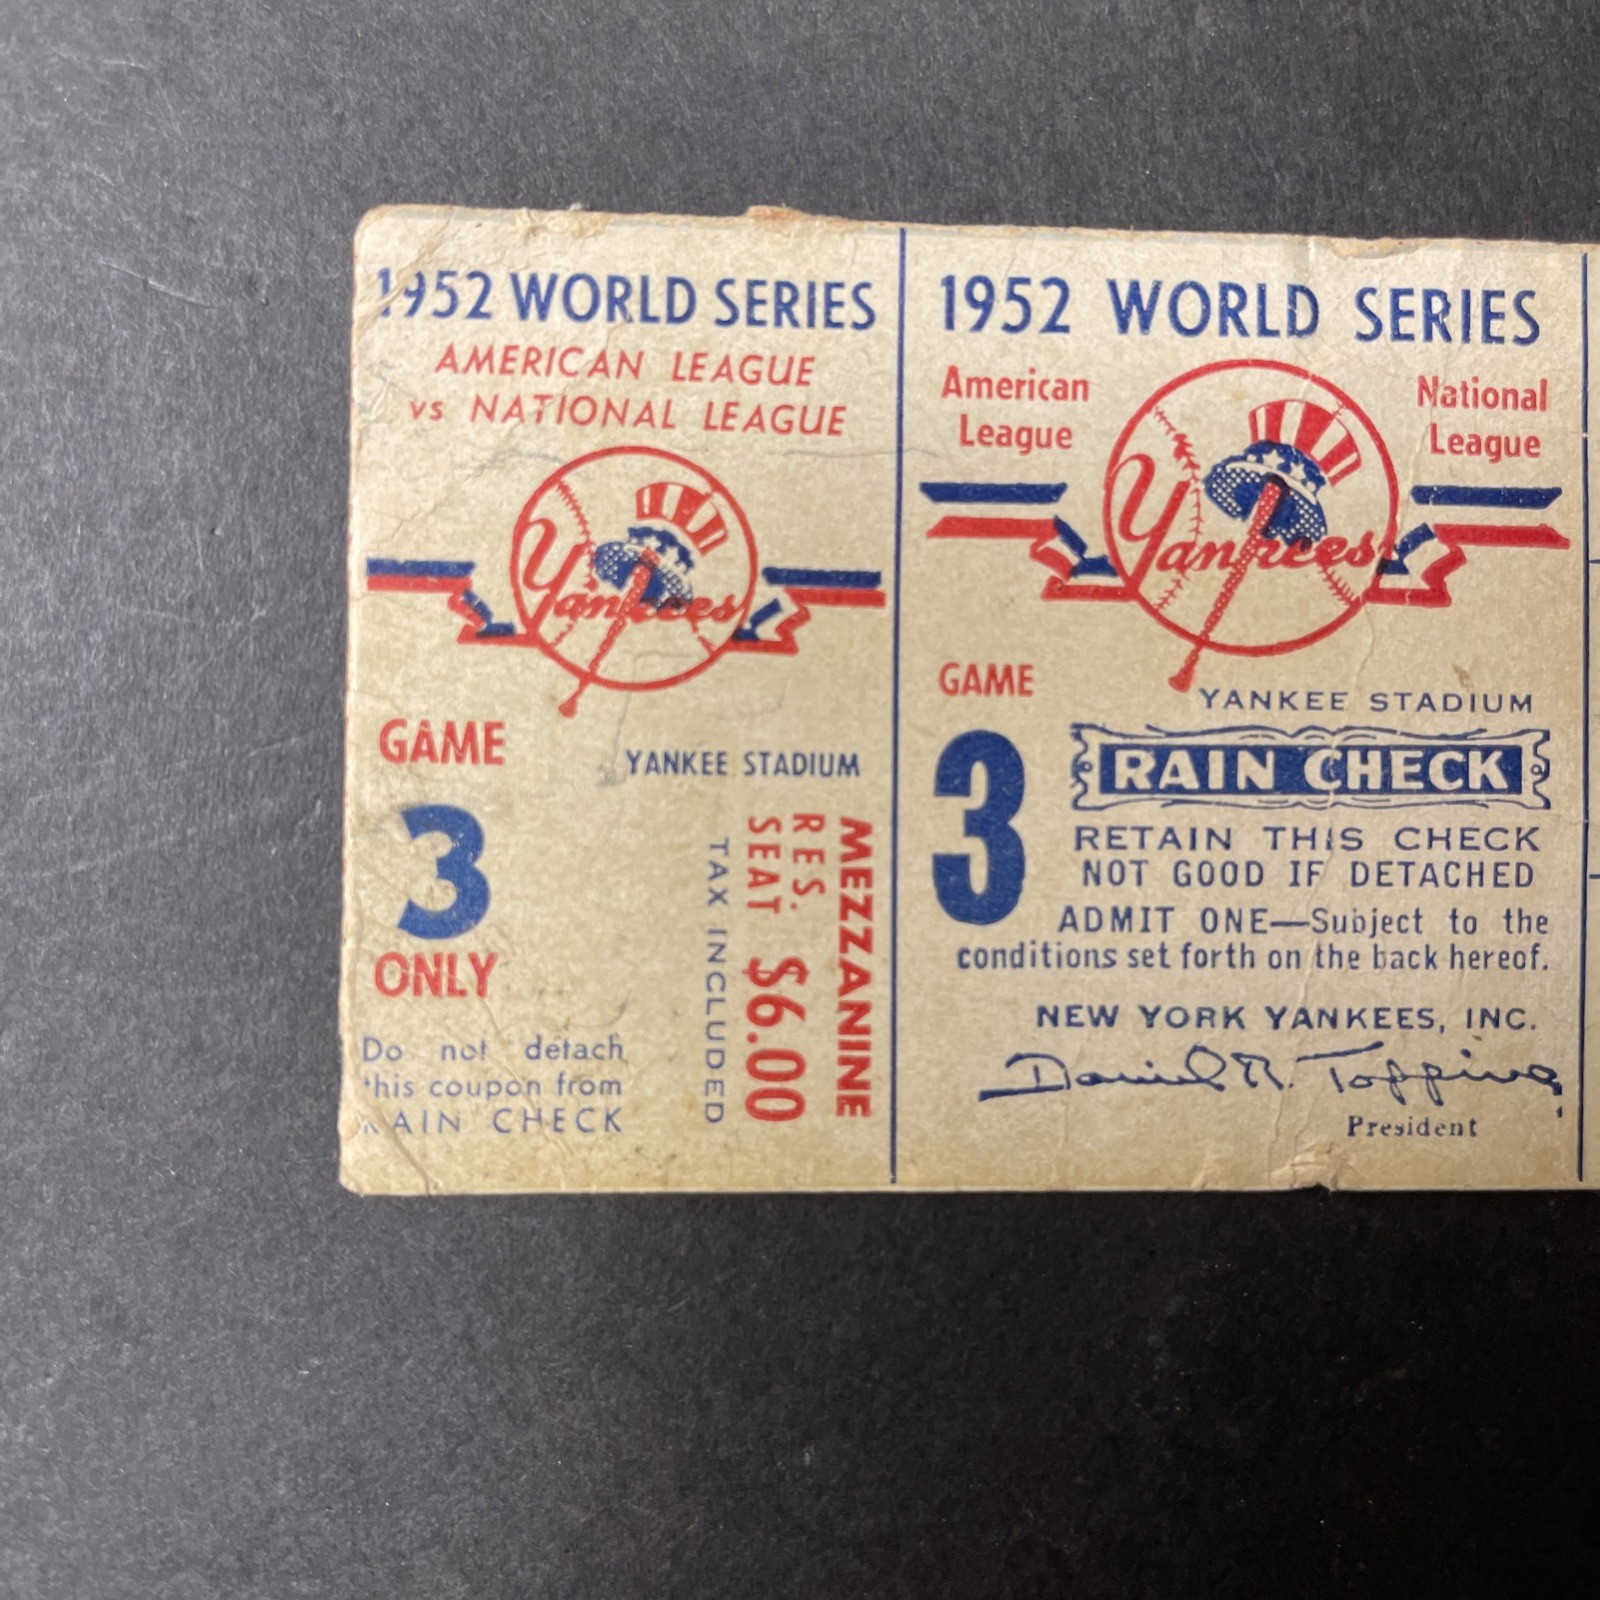 1952 WORLD SERIES
AMERICAN LEAGUE
vs NATIONAL LEAGUE
Yankees
GAME
3
ONLY
YANKEE STADIUM
MEZZANINE
RES.
SEAT $6.00
TAX INCLUDED
Do not detach
this coupon from
RAIN CHECK
1952 WORLD SERIES
American
League
National
League
Yankees
GAME
3
YANKEE STADIUM
RAIN CHECK
RETAIN THIS CHECK
NOT GOOD IF DETACHED
ADMIT ONE—Subject to the
conditions set forth on the back hereof.
NEW YORK YANKEES, INC.
Daniel R. Topping
President